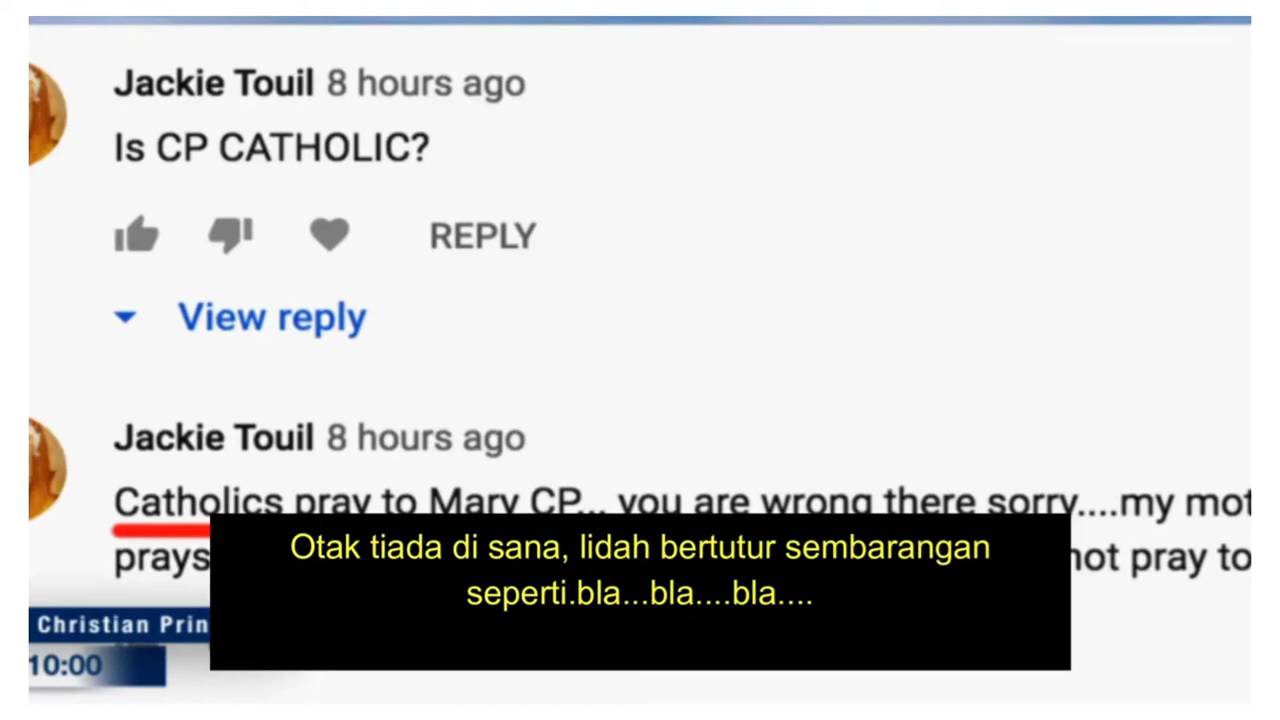 Jackie Touil 8 hours ago
Is CP CATHOLIC?
REPLY
View reply
Jackie Touil 8 hours ago
Catholics pray to Mary CP... you are wrong there sorry....my mot
prays not pray to
Otak tiada di sana, lidah bertutur sembarangan
seperti.bla...bla....bla....
Christian Prin
10:00